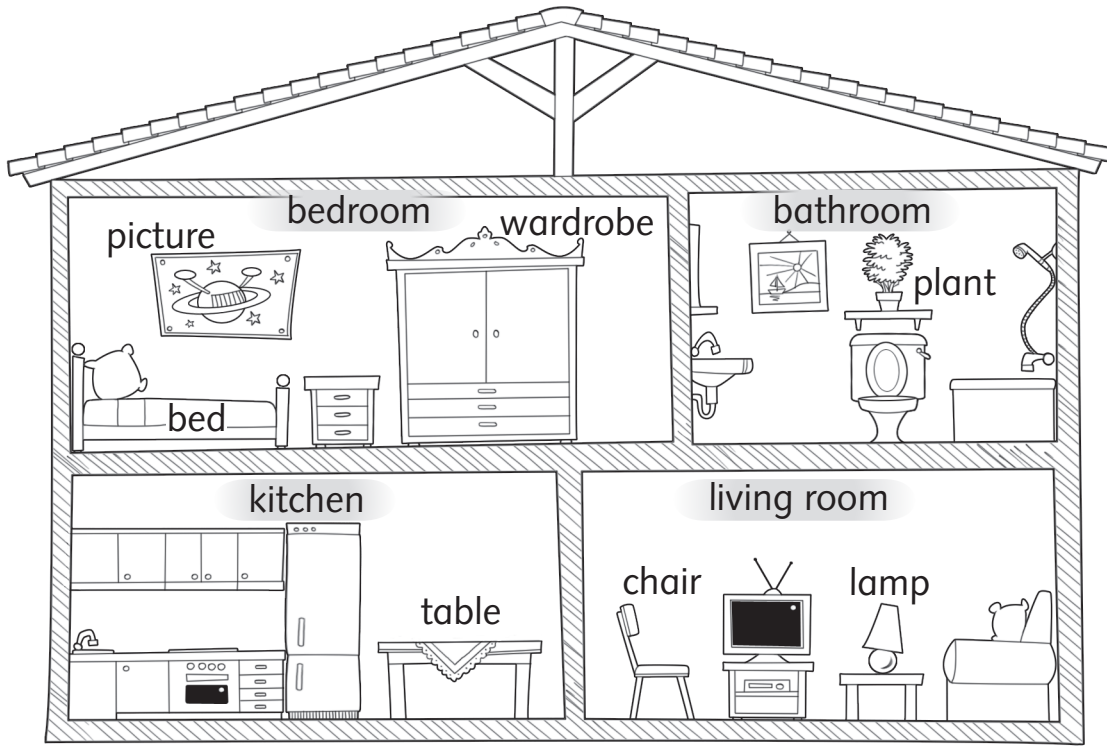 bedroom
picture
wardrobe
bed
bathroom
plant
kitchen
table
living room
chair
lamp